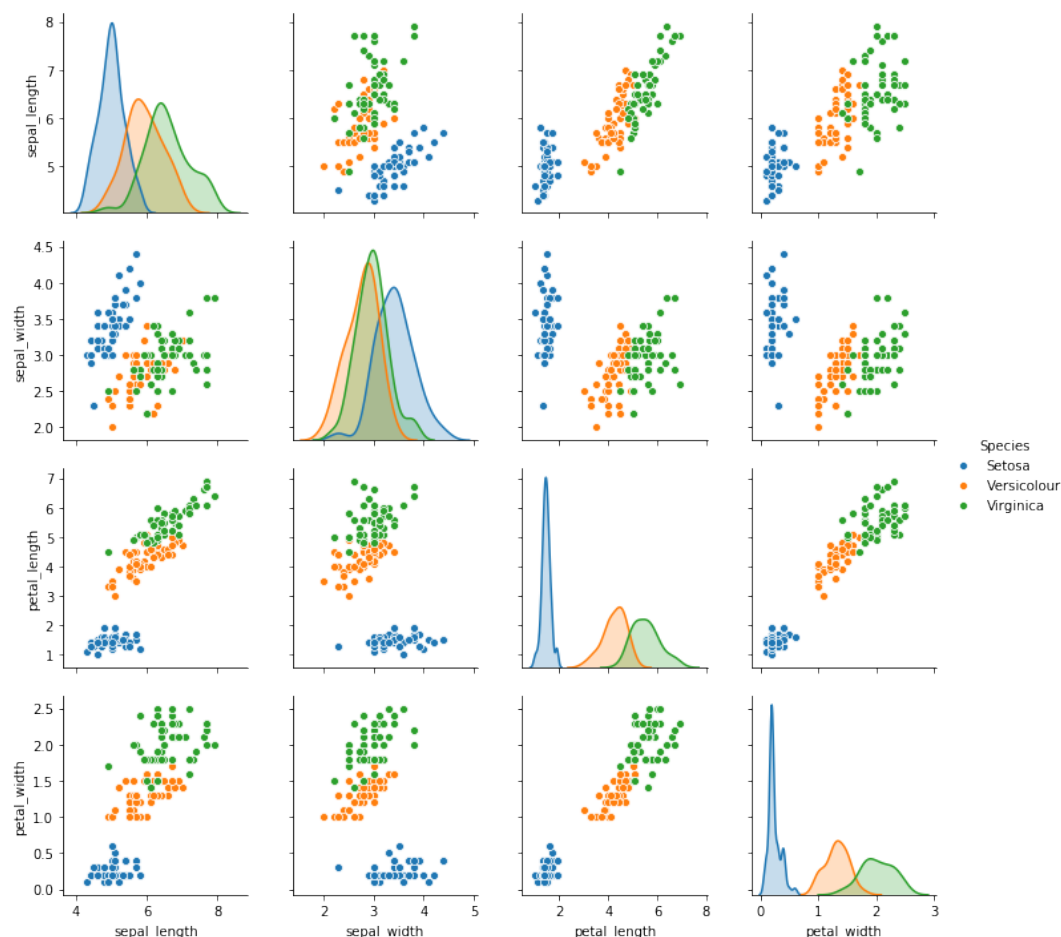 8
7
6
5
sepal_length
4.5
4.0
3.5
3.0
2.5
2.0
sepal_width
Species
Setosa
Versicolour
Virginica
7
6
5
4
3
2
1
petal_length
2.5
2.0
1.5
1.0
0.5
0.0
petal_width
4 6 8
2 3 4 5
2 4 6 8
0 1 2 3
sepal_length sepal_width petal_length petal_width